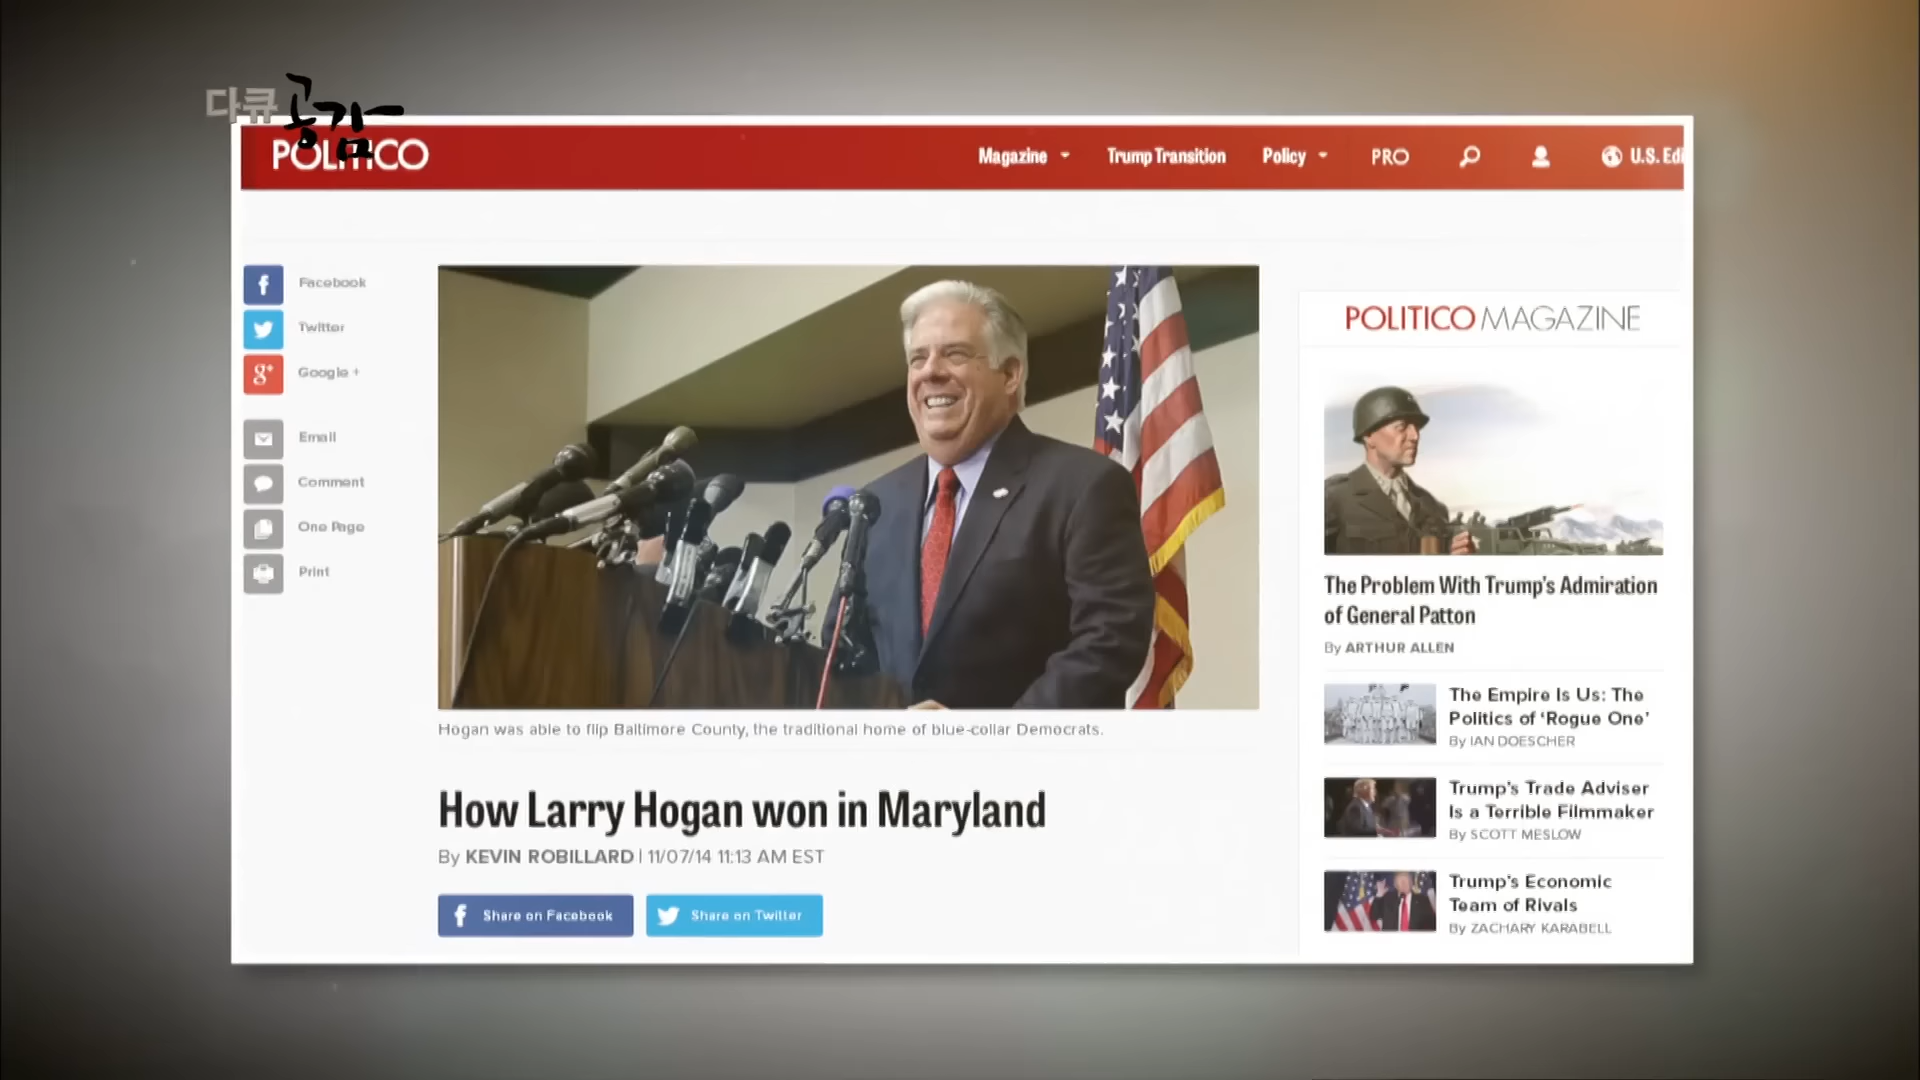 다큐 공감
POLITICO
Magazine
Trump Transition
Policy
PRO
U.S. Edi
Facebook
Twitter
Google +
Email
Comment
One Page
Print
Hogan was able to flip Baltimore County, the traditional home of blue-collar Democrats.
How Larry Hogan won in Maryland
By KEVIN ROBILLARD | 11/07/14 11:13 AM EST
Share on Facebook
Share on Twitter
POLITICO MAGAZINE
The Problem With Trump's Admiration
of General Patton
By ARTHUR ALLEN
The Empire Is Us: The
Politics of 'Rogue One'
By IAN DOESCHER
Trump's Trade Adviser
Is a Terrible Filmmaker
By SCOTT MESLOW
Trump's Economic
Team of Rivals
By ZACHARY KARABELL